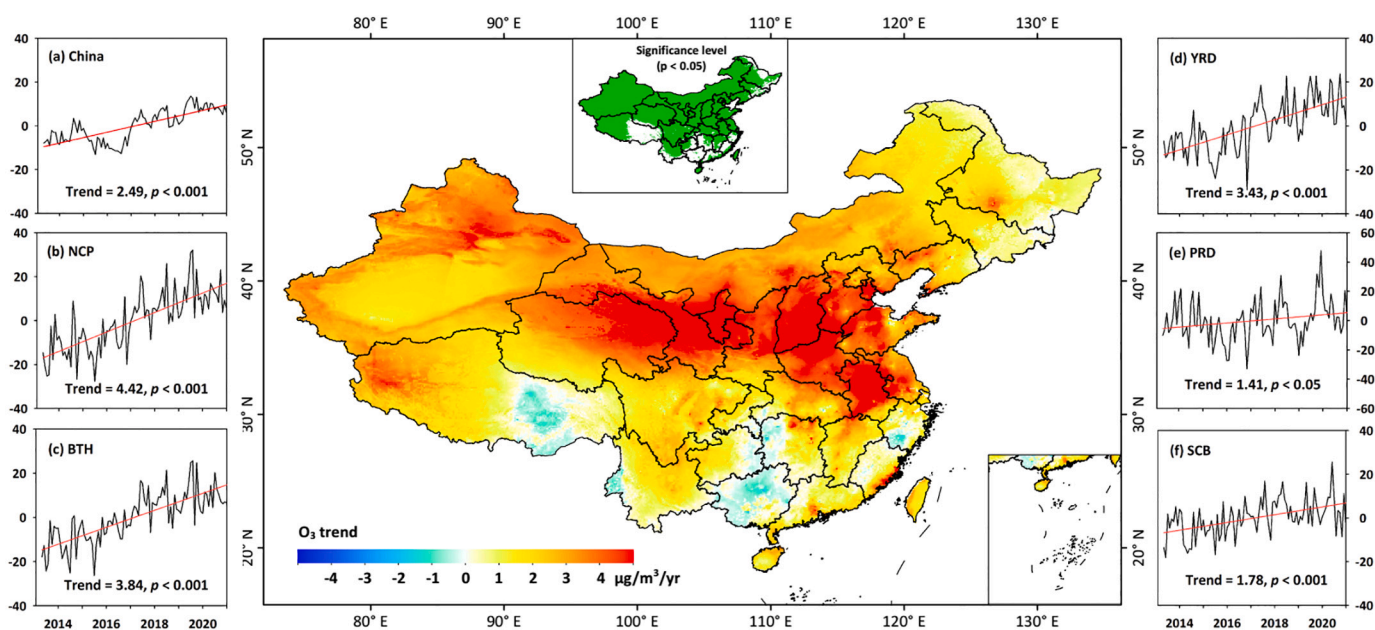 80° E 90° E 100° E 110° E 120° E 130° E
(a) China
40
20
0
-20
-40
Trend = 2.49, p < 0.001
(b) NCP
40
20
0
-20
-40
Trend = 4.42, p < 0.001
(c) BTH
40
20
0
-20
-40
Trend = 3.84, p < 0.001
2014 2016 2018 2020
Significance level
(p < 0.05)
50° N
40° N
30° N
20° N
O₃ trend
-4 -3 -2 -1 0 1 2 3 4 µg/m³/yr
80° E 90° E 100° E 110° E 120° E 130° E
50° N
40° N
30° N
20° N
(d) YRD
40
20
0
-20
-40
Trend = 3.43, p < 0.001
(e) PRD
60
40
20
0
-20
-40
-60
Trend = 1.41, p < 0.05
(f) SCB
40
20
0
-20
-40
Trend = 1.78, p < 0.001
2014 2016 2018 2020